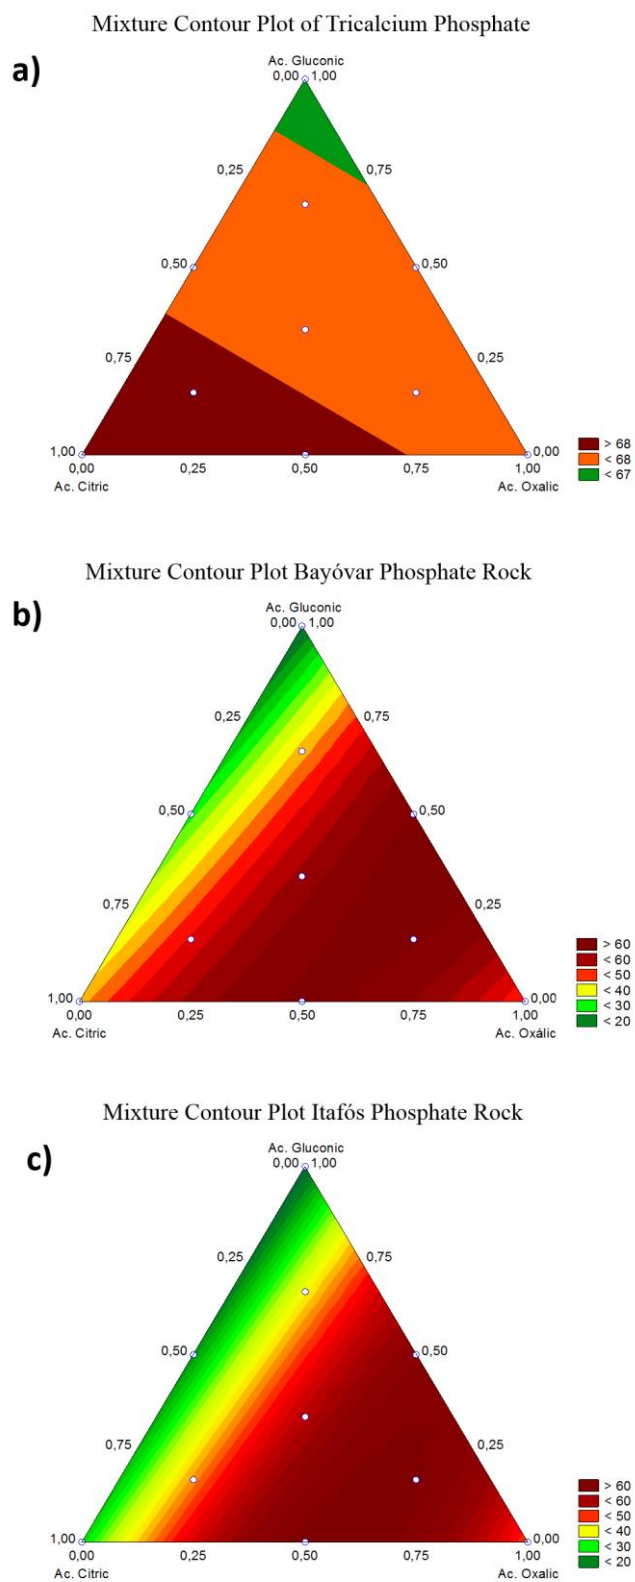 Mixture Contour Plot of Tricalcium Phosphate
a)
Ac. Gluconic
0,00 1,00
0,25 0,75
0,50 0,50
0,75 0,25
1,00 0,00
0,00 0,25 0,50 0,75 1,00
Ac. Citric Ac. Oxalic
> 68
< 68
< 67
Mixture Contour Plot Bayóvar Phosphate Rock
b)
Ac. Gluconic
0,00 1,00
0,25 0,75
0,50 0,50
0,75 0,25
1,00 0,00
0,00 0,25 0,50 0,75 1,00
Ac. Citric Ac. Oxálic
> 60
< 60
< 50
< 40
< 30
< 20
Mixture Contour Plot Itafós Phosphate Rock
c)
Ac. Gluconic
0,00 1,00
0,25 0,75
0,50 0,50
0,75 0,25
1,00 0,00
0,00 0,25 0,50 0,75 1,00
Ac. Citric Ac. Oxalic
> 60
< 60
< 50
< 40
< 30
< 20